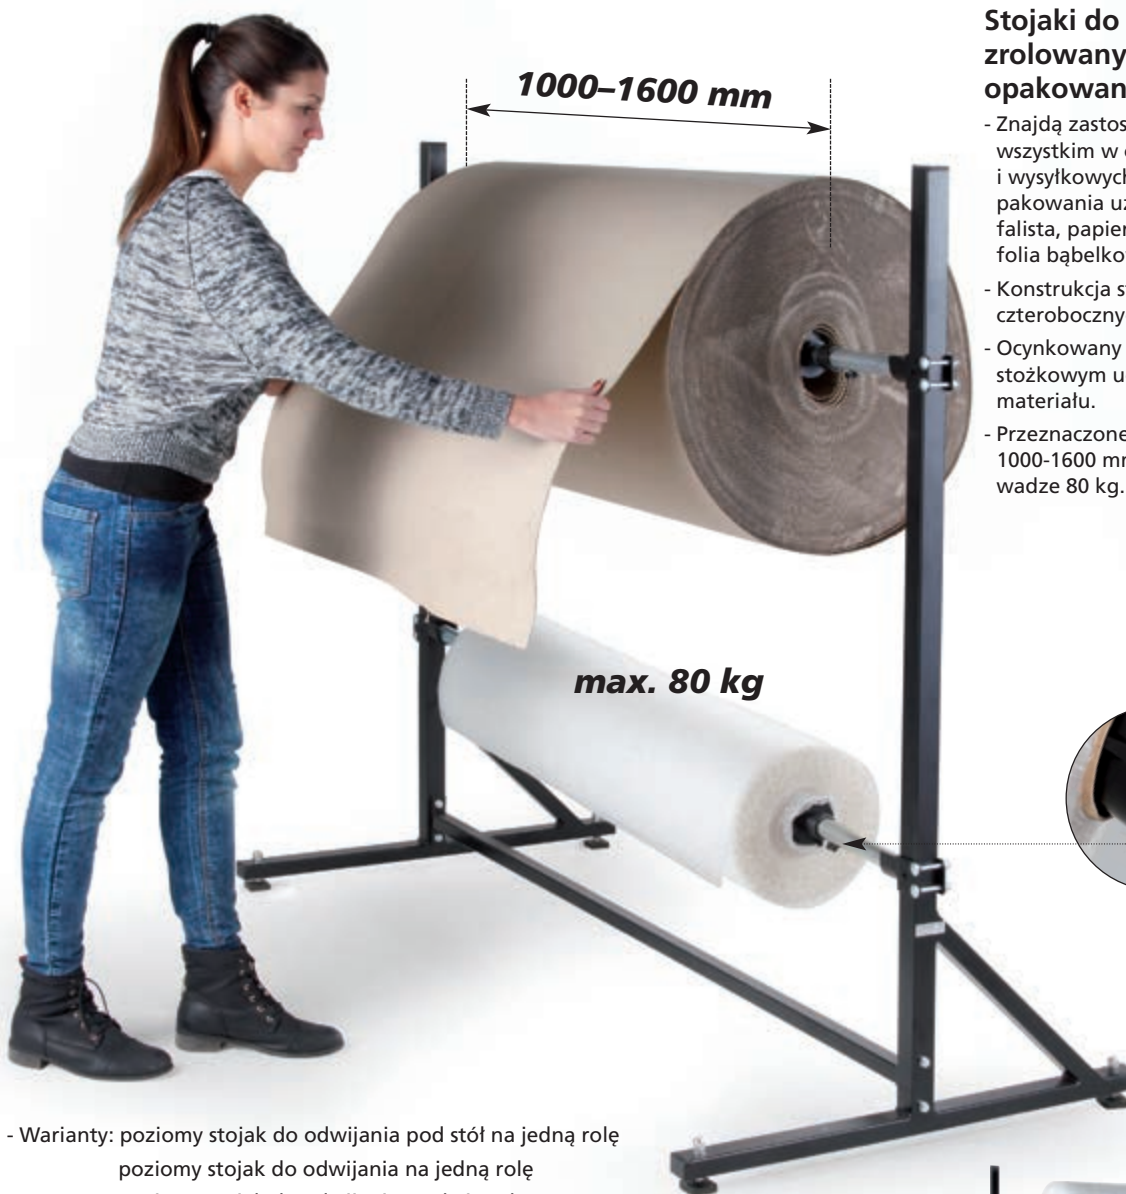 Stojaki do
zrolowany
opakowan
1000–1600 mm
- Znajdą zastos
wszystkim w
i wysyłkowych
pakowania uż
falista, papier
folia bąbelko
- Konstrukcja s
czteroboczny
- Ocynkowany
stożkowym u
materiału.
- Przeznaczone
1000-1600 mm
wadze 80 kg.
max. 80 kg
- Warianty: poziomy stojak do odwijania pod stół na jedną rolę
poziomy stojak do odwijania na jedną rolę